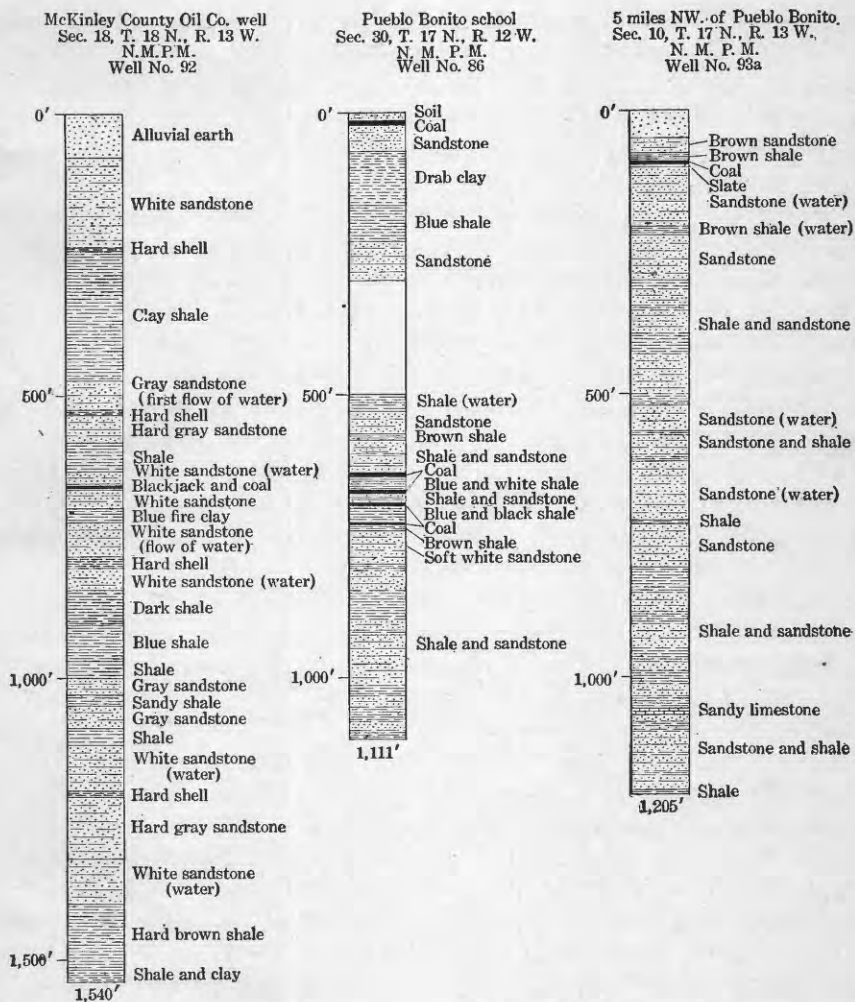 McKinley County Oil Co. well
Sec. 18, T. 18 N., R. 13 W.
N.M.P.M.
Well No. 92
0'
Alluvial earth
White sandstone
Hard shell
Clay shale
Gray sandstone
(first flow of water)
500'
Hard shell
Hard gray sandstone
Shale
White sandstone (water)
Blackjack and coal
White sandstone
Blue fire clay
White sandstone
(flow of water)
Hard shell
White sandstone (water)
Dark shale
Blue shale
Shale
1,000'
Gray sandstone
Sandy shale
Gray sandstone
Shale
White sandstone
(water)
Hard shell
Hard gray sandstone
White sandstone
(water)
Hard brown shale
1,500'
Shale and clay
1,540'
Pueblo Bonito school
Sec. 30, T. 17 N., R. 12 W.
N. M. P. M.
Well No. 86
0'
Soil
Coal
Sandstone
Drab clay
Blue shale
Sandstone
500'
Shale (water)
Sandstone
Brown shale
Shale and sandstone
Coal
Blue and white shale
Shale and sandstone
Blue and black shale
Coal
Brown shale
Soft white sandstone
Shale and sandstone
1,000'
1,111'
5 miles NW. of Pueblo Bonito.
Sec. 10, T. 17 N., R. 13 W.,
N. M. P. M.
Well No. 93a
0'
Brown sandstone
Brown shale
Coal
Slate
Sandstone (water)
Brown shale (water)
Sandstone
Shale and sandstone
500'
Sandstone (water)
Sandstone and shale
Sandstone (water)
Shale
Sandstone
Shale and sandstone
1,000'
Sandy limestone
Sandstone and shale
Shale
1,205'